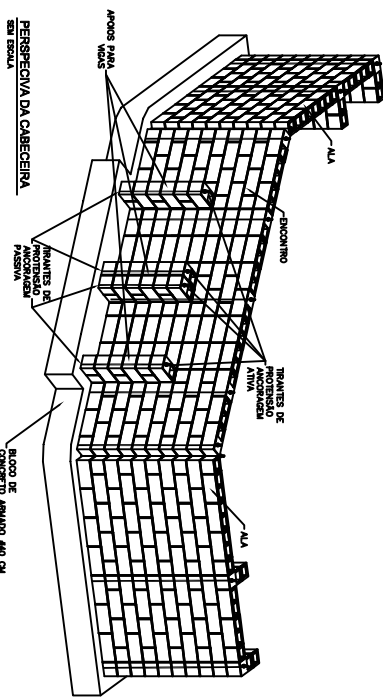 ALA
ENCONTRO
TIRANTES DE
PROTENSÃO
ANCORAGEM
ATIVA
ALA
APOIOS PARA
VIGAS
TIRANTES DE
PROTENSÃO
ANCORAGEM
PASSIVA
BLOCO DE
CONCRETO ARMADO
PERSPECIVA DA CABECEIRA
SEM ESCALA